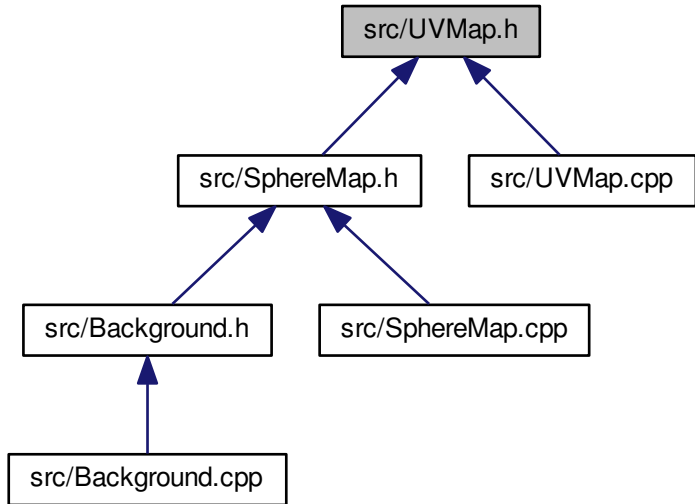 src/UVMap.h
src/SphereMap.h
src/UVMap.cpp
src/Background.h
src/SphereMap.cpp
src/Background.cpp